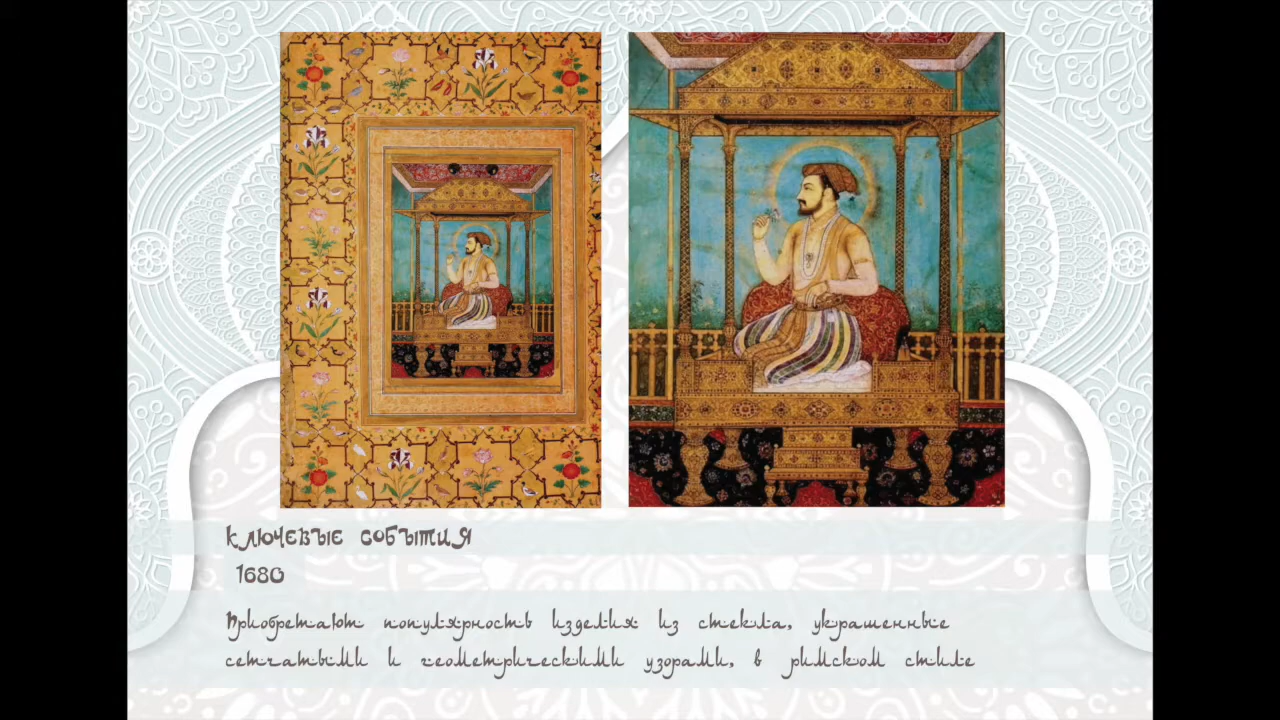 Ключевые события
1680
Приобретают популярность изделия из стекла, украшенные
сетчатыми и геометрическими узорами, в римском стиле